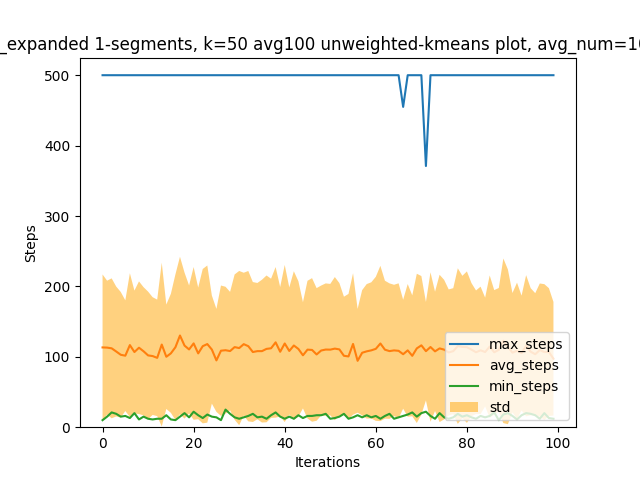 _expanded 1-segments, k=50 avg100 unweighted-kmeans plot, avg_num=10
500
400
300
200
100
0
Steps
max_steps
avg_steps
min_steps
std
0 20 40 60 80 100
Iterations